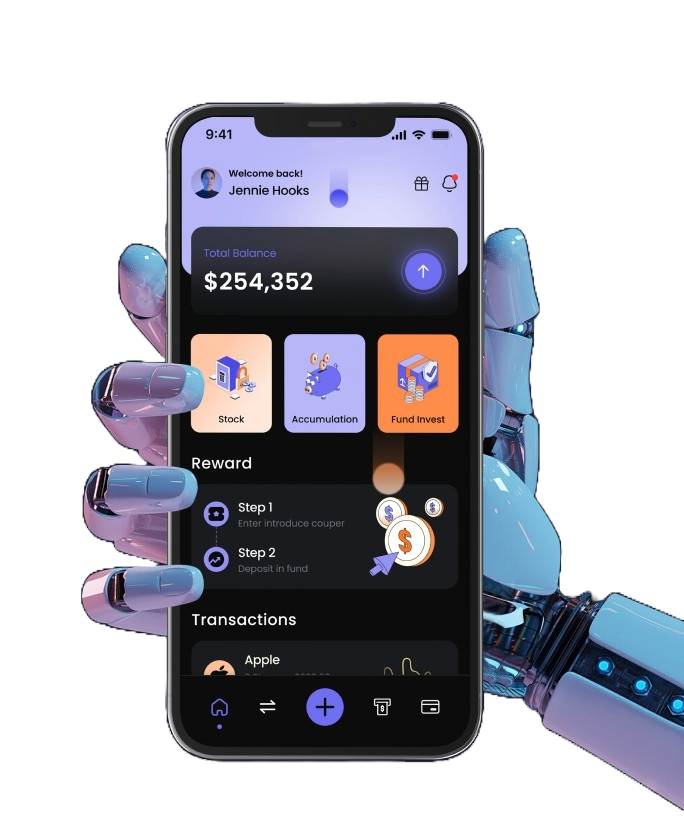 9:41
Welcome back!
Jennie Hooks
Total Balance
$254,352
Stock
Accumulation
Fund Invest
Reward
Step 1
Enter introduce couper
Step 2
Deposit in fund
Transactions
Apple